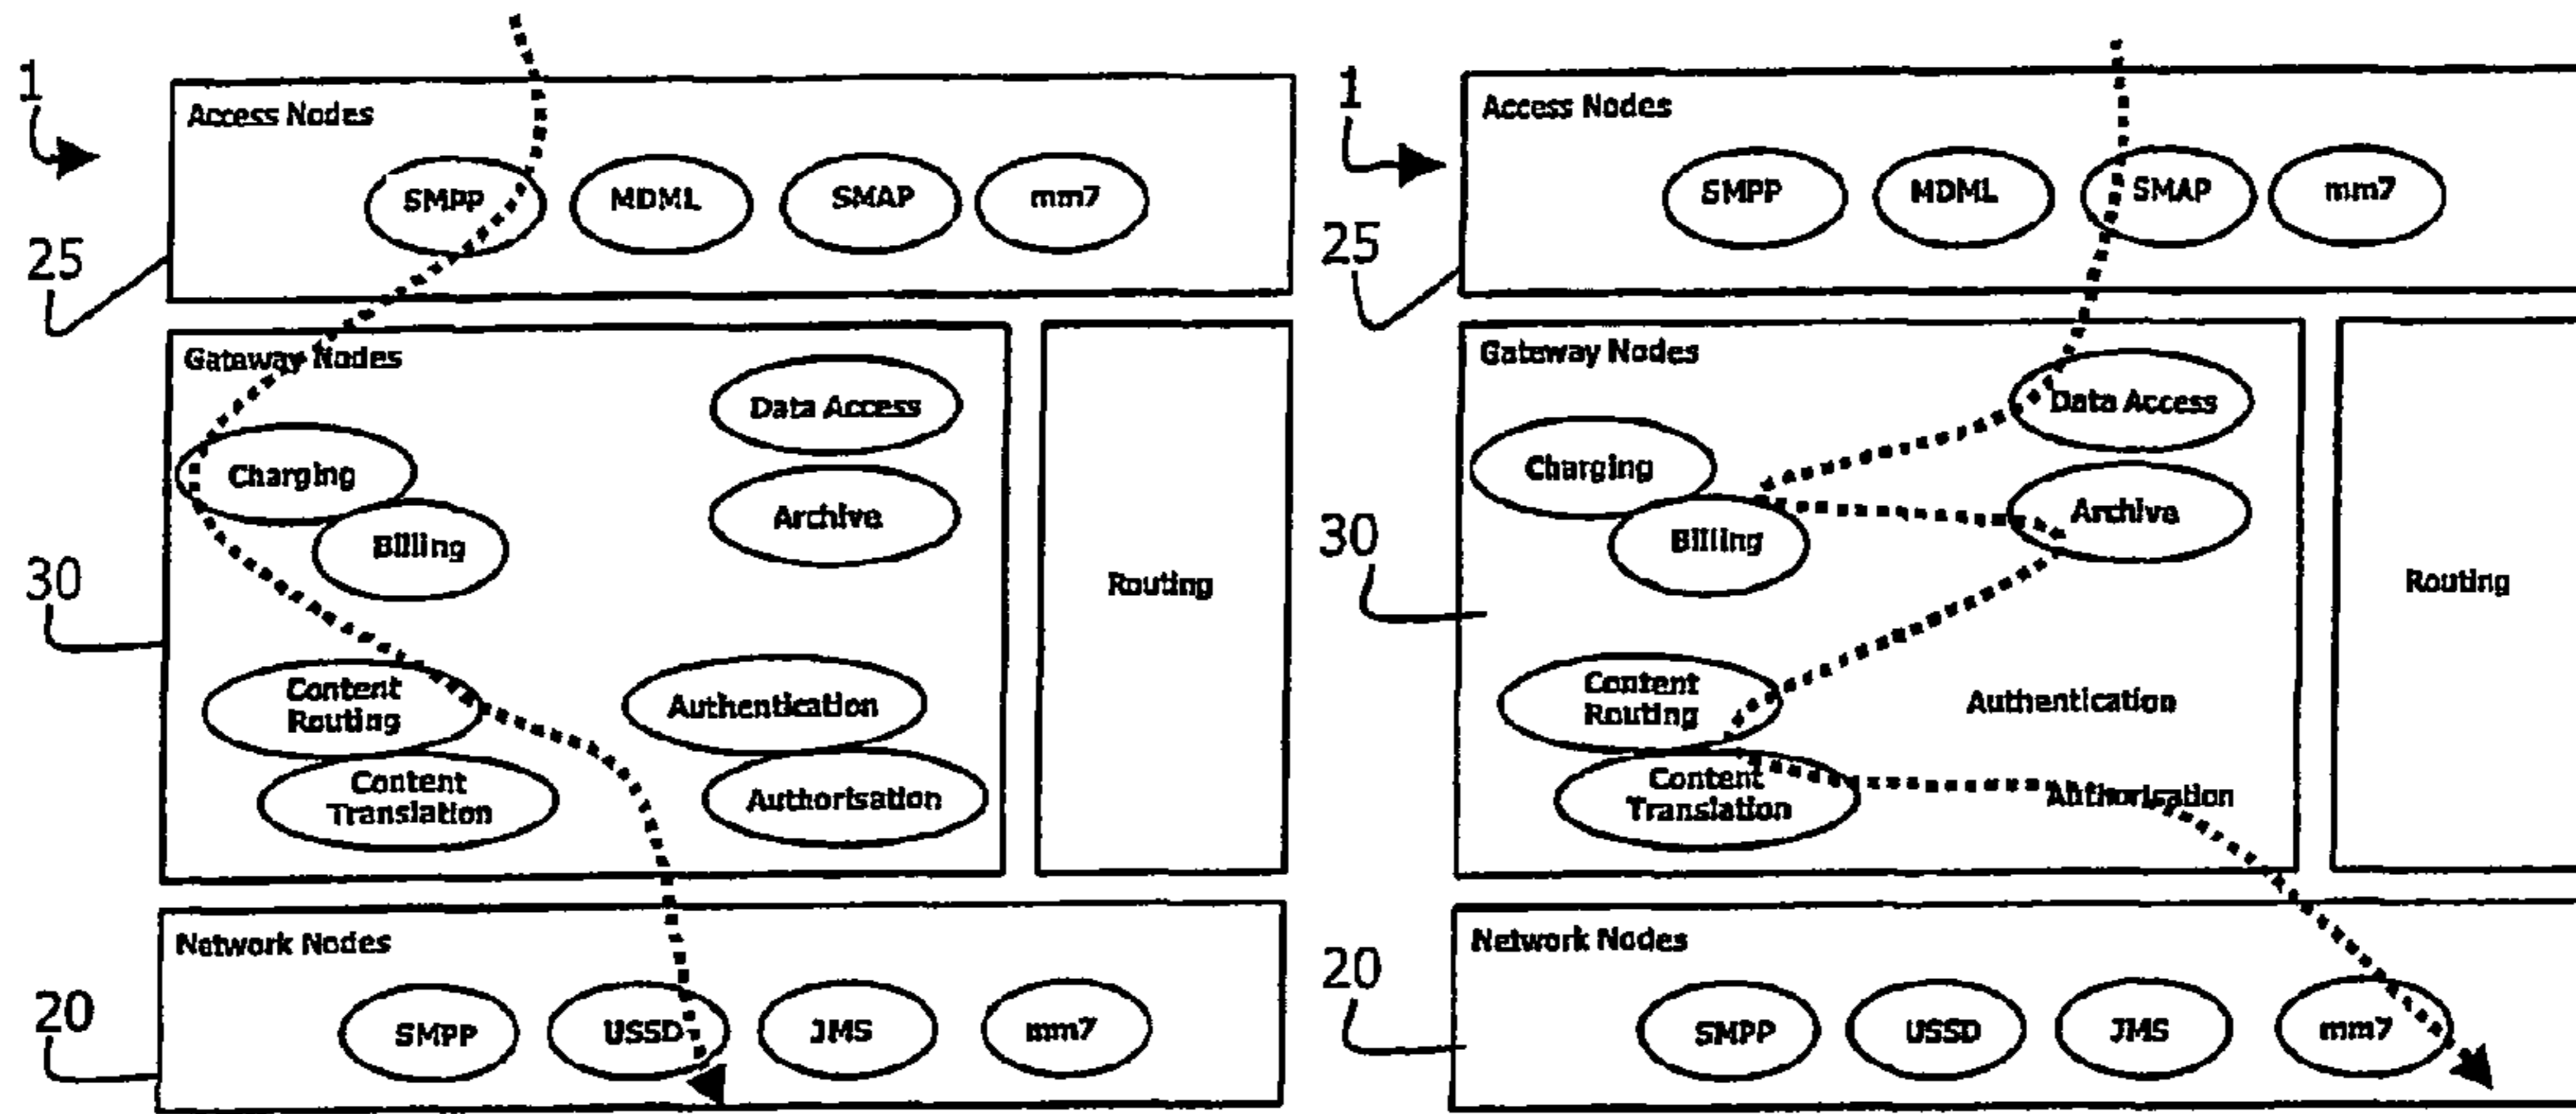 1
Access Nodes
SMPP MDML SMAP mm7
25
Gateway Nodes
Data Access
Charging
Archive
Billing
30
Routing
Content
Routing
Authentication
Content
Translation
Authorisation
Network Nodes
20
SMPP USSD JMS mm7
1
Access Nodes
SMPP MDML SMAP mm7
25
Gateway Nodes
Data Access
Charging
Archive
Billing
30
Routing
Content
Routing
Authentication
Content
Translation
Authorisation
Network Nodes
20
SMPP USSD JMS mm7